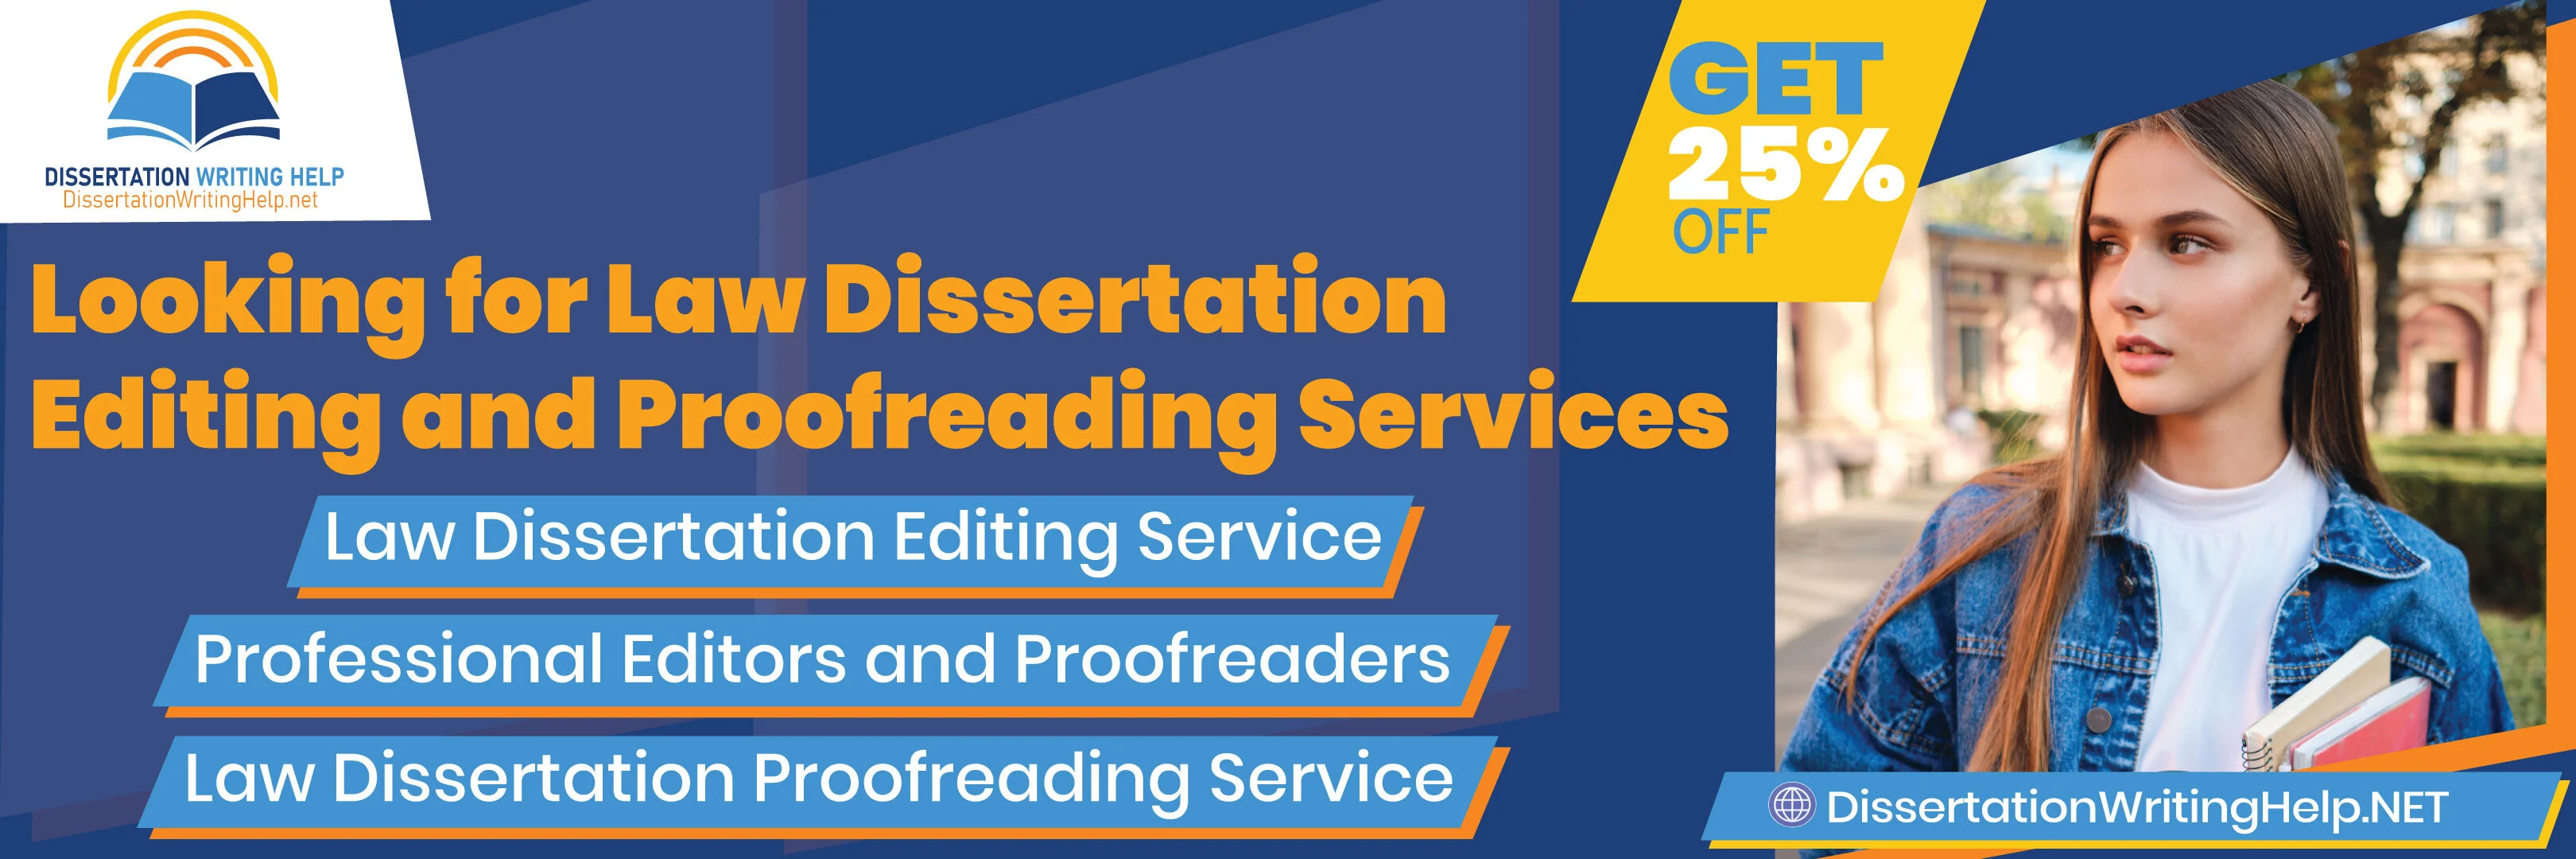 DISSERTATION WRITING HELP
DissertationWritingHelp.net
GET
25%
OFF
Looking for Law Dissertation
Editing and Proofreading Services
Law Dissertation Editing Service
Professional Editors and Proofreaders
Law Dissertation Proofreading Service
DissertationWritingHelp.NET